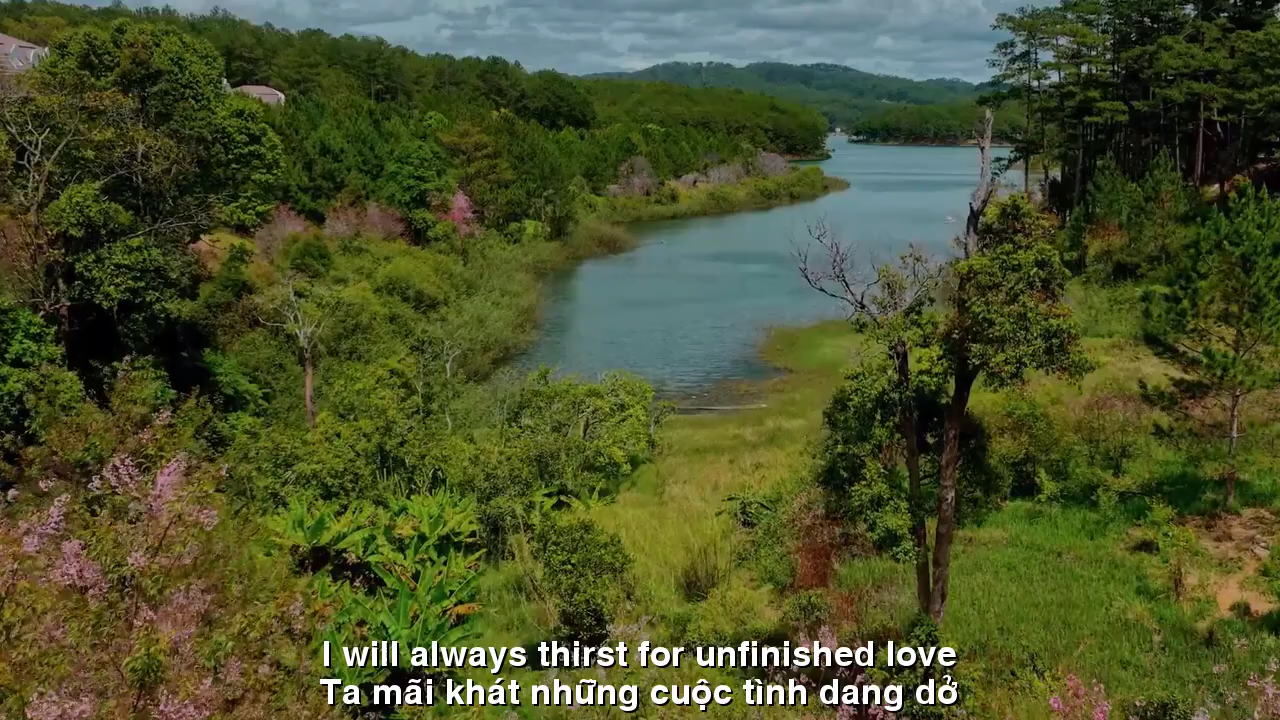 I will always thirst for unfinished love
Ta mãi khát những cuộc tình dang dở